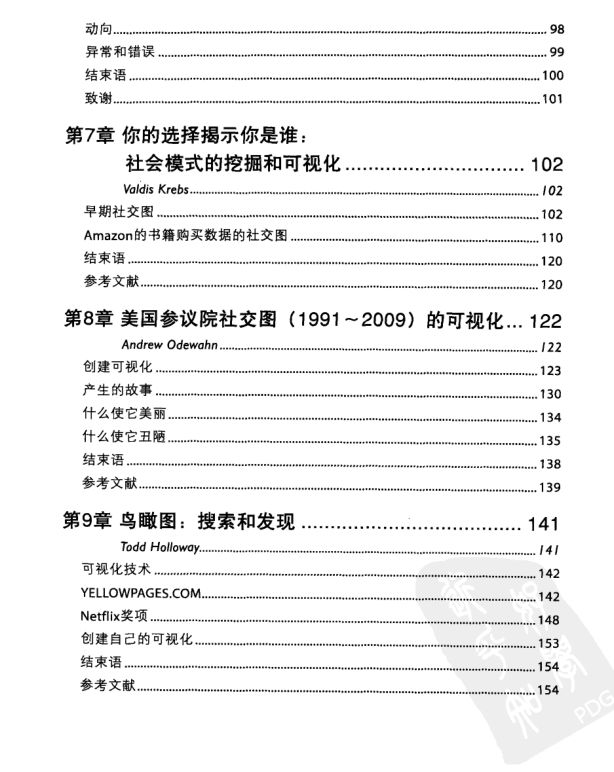 动向 98
异常和错误 99
结束语 100
致谢 101
第7章 你的选择揭示你是谁：
社会模式的挖掘和可视化 102
Valdis Krebs 102
早期社交图 102
Amazon的书籍购买数据的社交图 110
结束语 120
参考文献 120
第8章 美国参议院社交图（1991～2009）的可视化... 122
Andrew Odewahn 122
创建可视化 123
产生的故事 130
什么使它美丽 134
什么使它丑陋 135
结束语 138
参考文献 139
第9章 鸟瞰图：搜索和发现 141
Todd Holloway 141
可视化技术 142
YELLOWPAGES.COM 142
Netflix奖项 148
创建自己的可视化 153
结束语 154
参考文献 154
PDG